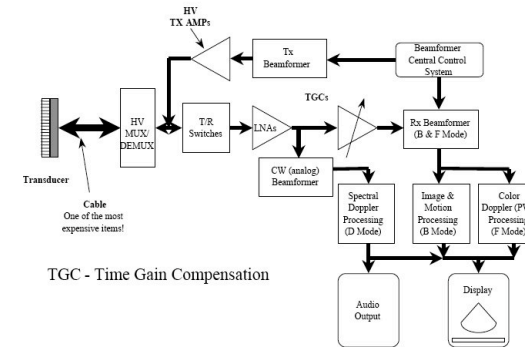 HV
TX AMPs
Tx
Beamformer
Beamformer
Central Control
System
TGCs
HV
MUX/
DEMUX
T/R
Switches
LNAs
Rx Beamformer
(B & F Mode)
Transducer
CW (analog)
Beamformer
Cable
One of the most
expensive items!
Spectral
Doppler
Processing
(D Mode)
Image &
Motion
Processing
(B Mode)
Color
Doppler (PW
Processing
(F Mode)
TGC - Time Gain Compensation
Audio
Output
Display